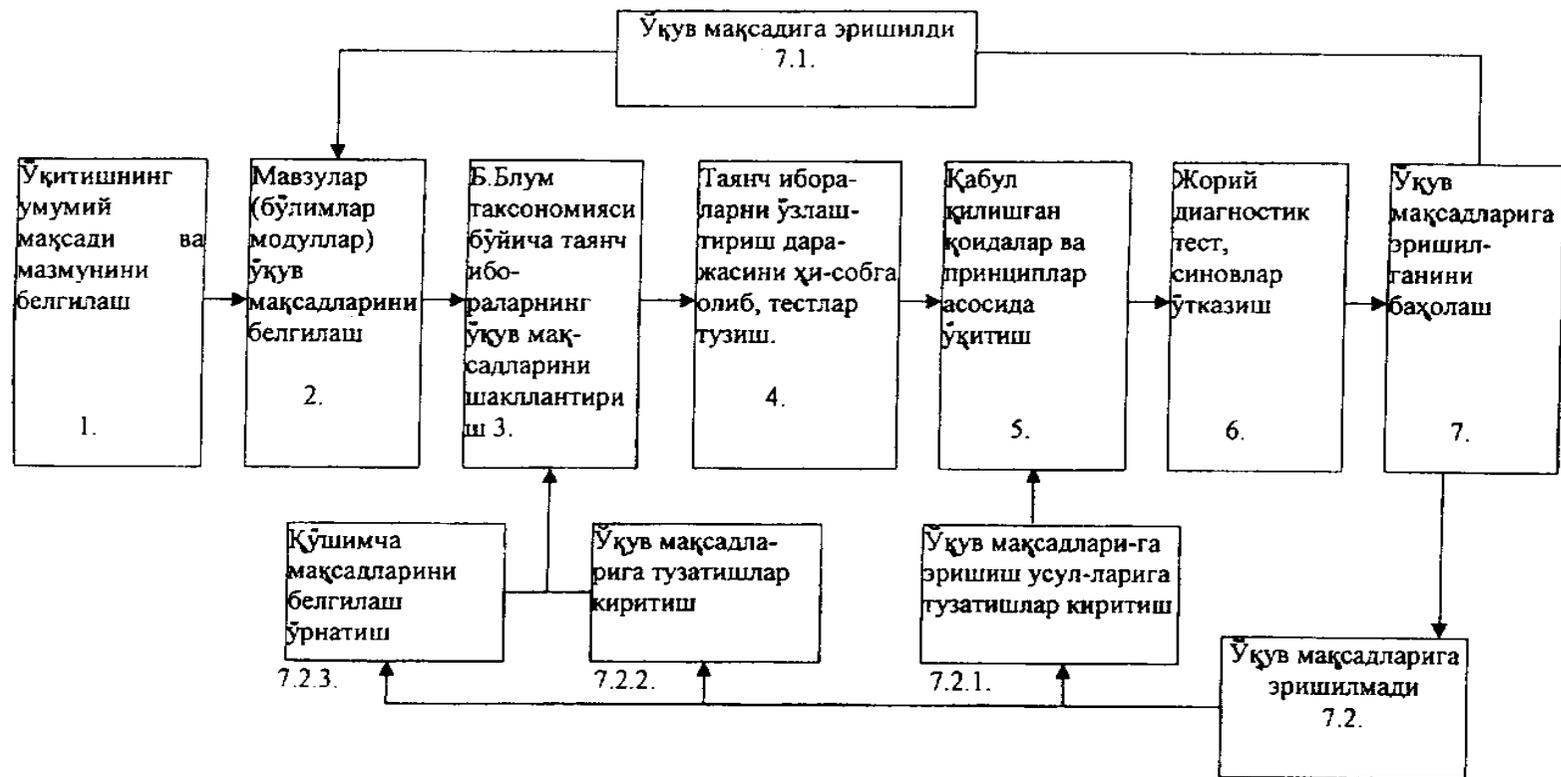 Ўқув мақсадига эришилди
7.1.
Ўқитишнинг
умумий
мақсади ва
мазмунини
белгилаш
1.
Мавзулар
(бўлимлар
модуллар)
ўқув
мақсадларини
белгилаш
2.
Б.Блум
таксономияси
бўйича таянч
ибо-
раларнинг
ўқув мақ-
садларини
шакллантири
ш 3.
Таянч ибора-
ларни ўзлаш-
тириш дара-
жасини ҳи-собга
олиб, тестлар
тузиш.
4.
Қабул
қилишган
қоидалар ва
принциплар
асосида
ўқитиш
5.
Жорий
диагностик
тест,
синовлар
ўтказиш
6.
Ўқув
мақсадларига
эришил-
ганини
баҳолаш
7.
Қўшимча
мақсадларини
белгилаш
ўрнатиш
7.2.3.
Ўқув мақсадла-
рига тузатишлар
киритиш
7.2.2.
Ўқув мақсадлари-га
эришиш усул-ларига
тузатишлар киритиш
7.2.1.
Ўқув мақсадларига
эришилмади
7.2.